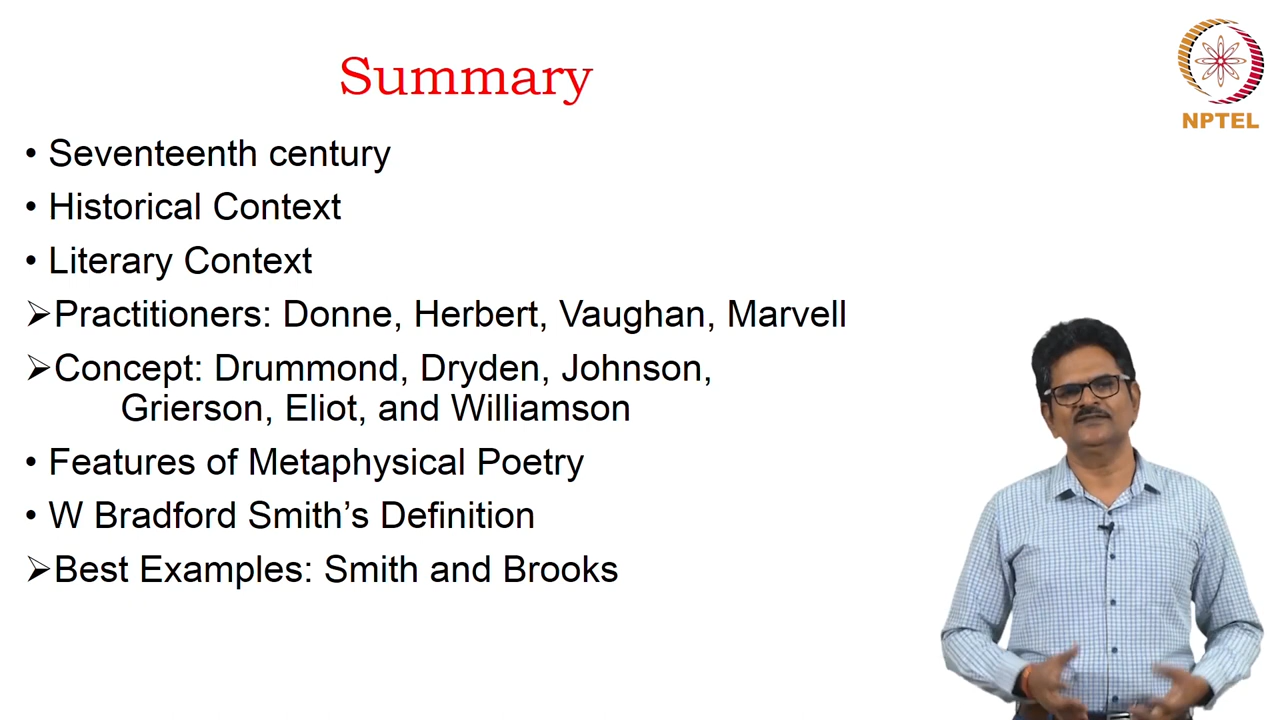 Summary
NPTEL
• Seventeenth century
• Historical Context
• Literary Context
➢Practitioners: Donne, Herbert, Vaughan, Marvell
➢Concept: Drummond, Dryden, Johnson,
Grierson, Eliot, and Williamson
• Features of Metaphysical Poetry
• W Bradford Smith’s Definition
➢Best Examples: Smith and Brooks